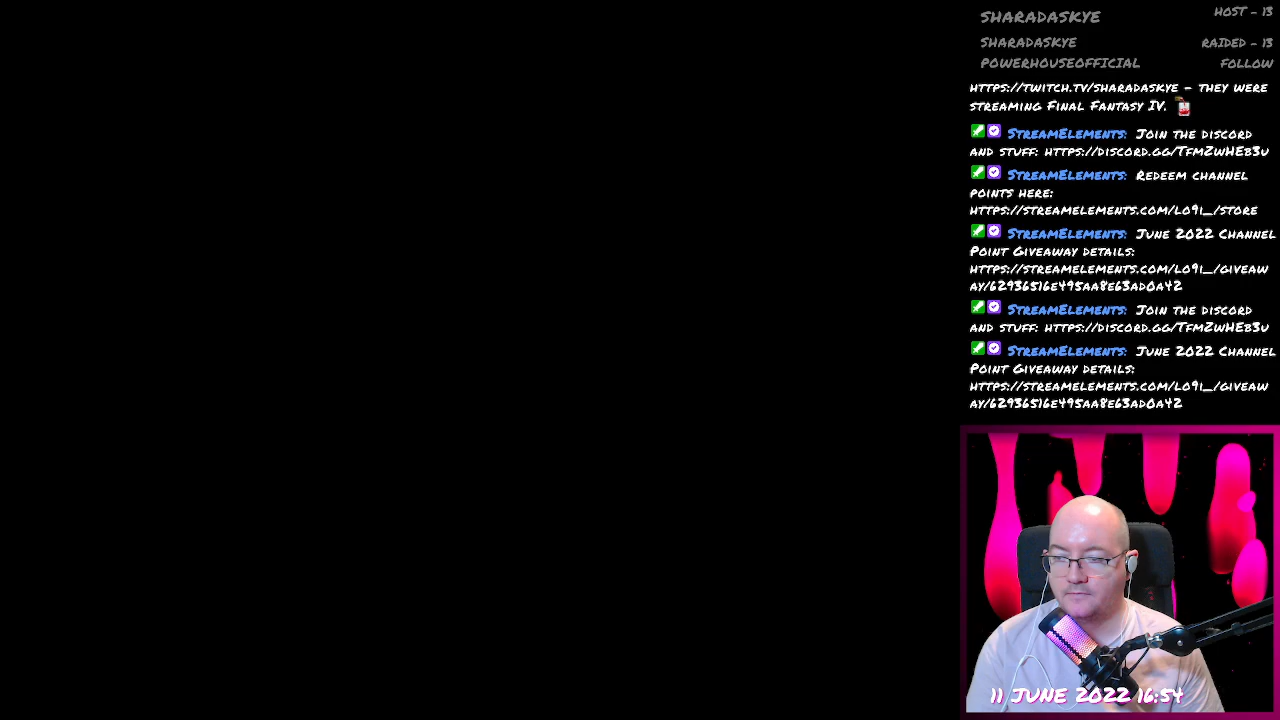 SHARADASKYE HOST - 13
SHARADASKYE RAIDED - 13
POWERHOUSEOFFICIAL FOLLOW
HTTPS://TWITCH.TV/SHARADASKYE - THEY WERE
STREAMING FINAL FANTASY IV.
STREAMELEMENTS: JOIN THE DISCORD
AND STUFF: HTTPS://DISCORD.GG/TFMZWHEB3U
STREAMELEMENTS: REDEEM CHANNEL
POINTS HERE:
HTTPS://STREAMELEMENTS.COM/LO9I_/STORE
STREAMELEMENTS: JUNE 2022 CHANNEL
POINT GIVEAWAY DETAILS:
HTTPS://STREAMELEMENTS.COM/LO9I_/GIVEAW
AY/62936516E495AA8E63AD0A42
STREAMELEMENTS: JOIN THE DISCORD
AND STUFF: HTTPS://DISCORD.GG/TFMZWHEB3U
STREAMELEMENTS: JUNE 2022 CHANNEL
POINT GIVEAWAY DETAILS:
HTTPS://STREAMELEMENTS.COM/LO9I_/GIVEAW
AY/62936516E495AA8E63AD0A42
11 JUNE 2022 16:54